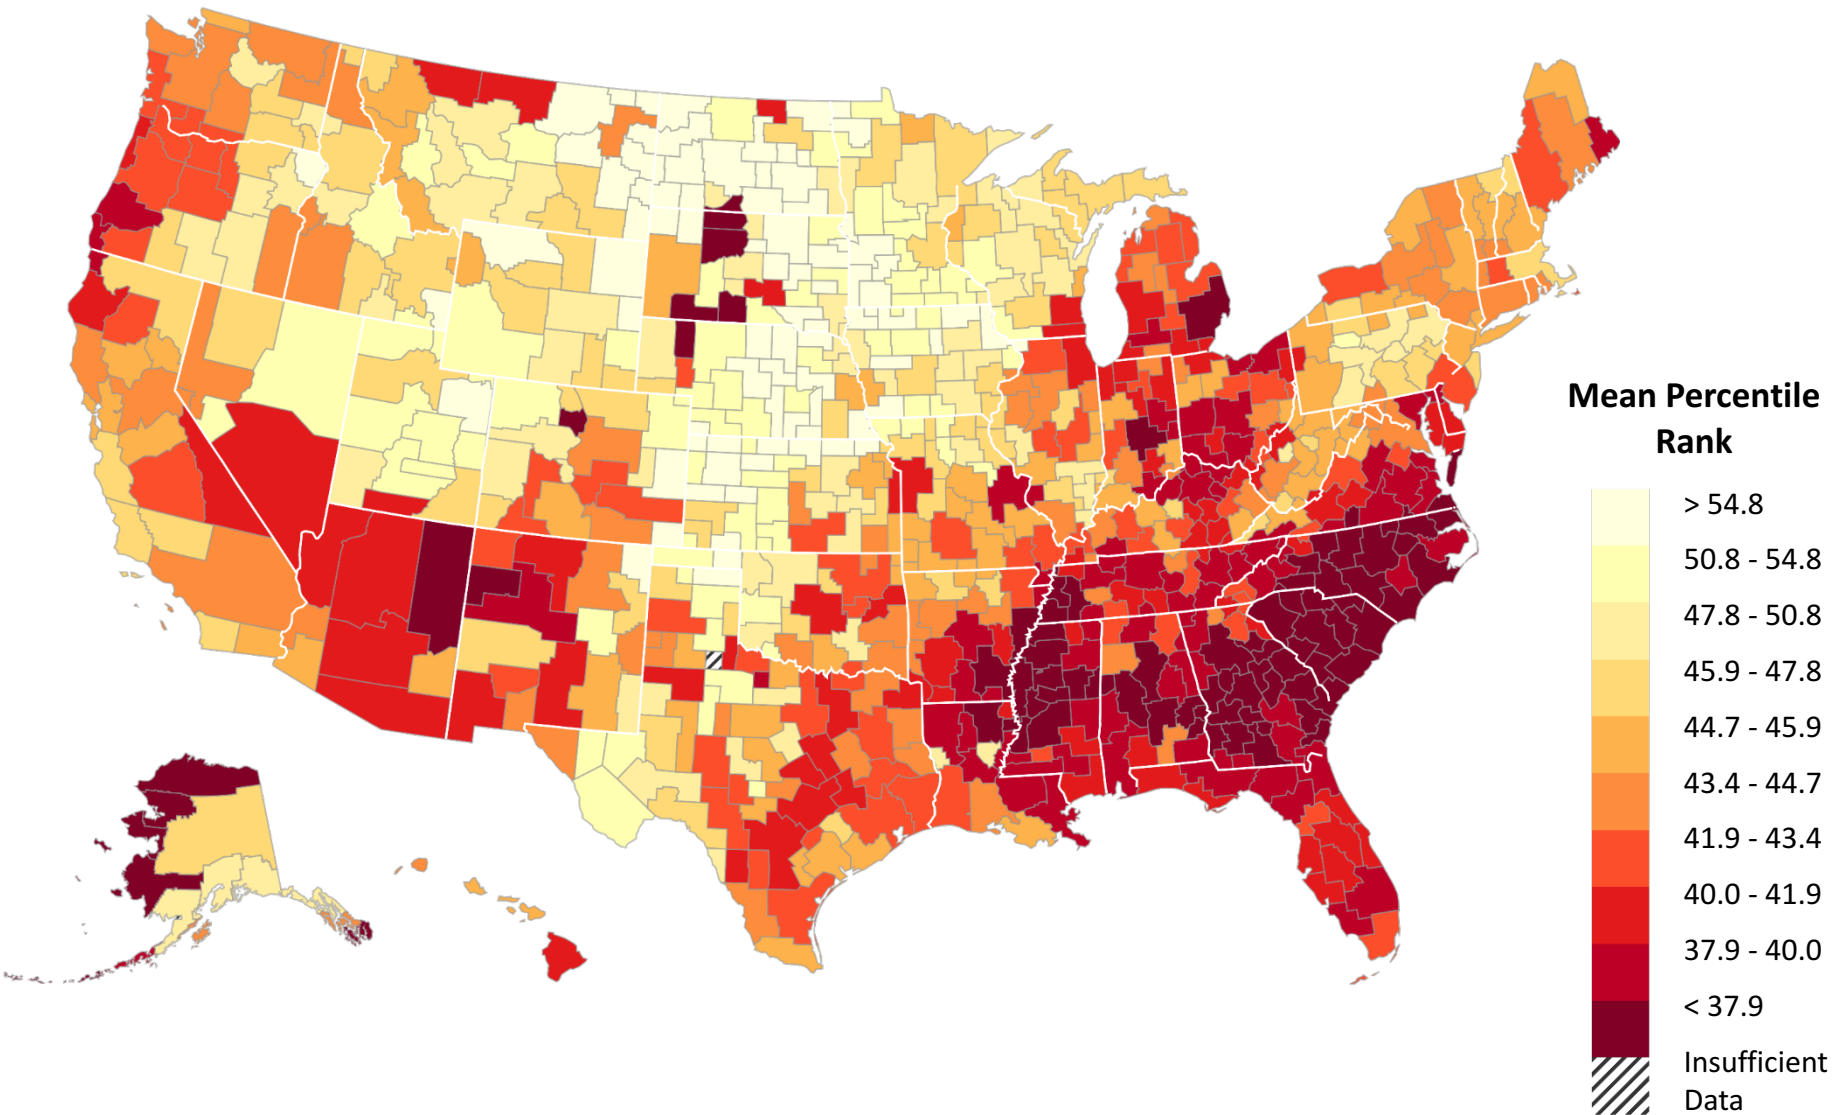 Mean Percentile
Rank
> 54.8
50.8 - 54.8
47.8 - 50.8
45.9 - 47.8
44.7 - 45.9
43.4 - 44.7
41.9 - 43.4
40.0 - 41.9
37.9 - 40.0
< 37.9
Insufficient
Data